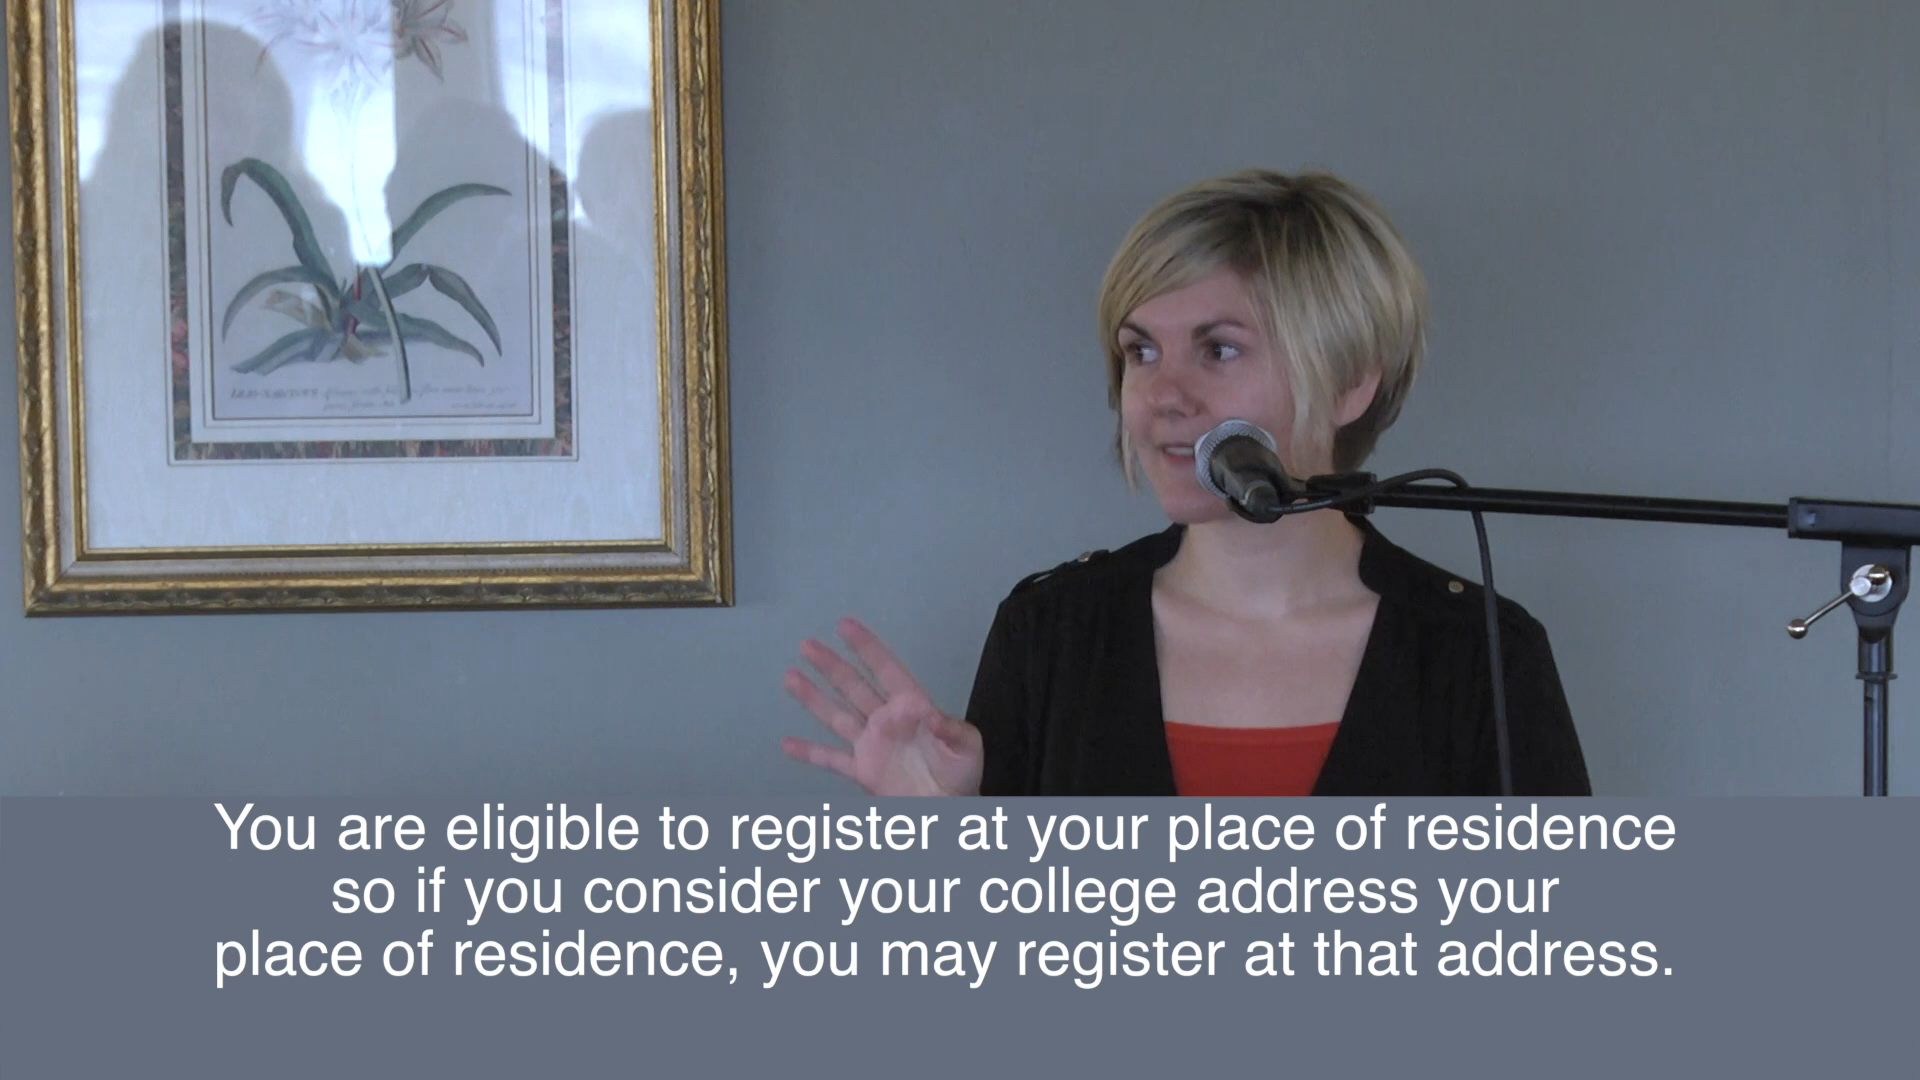 You are eligible to register at your place of residence
so if you consider your college address your
place of residence, you may register at that address.